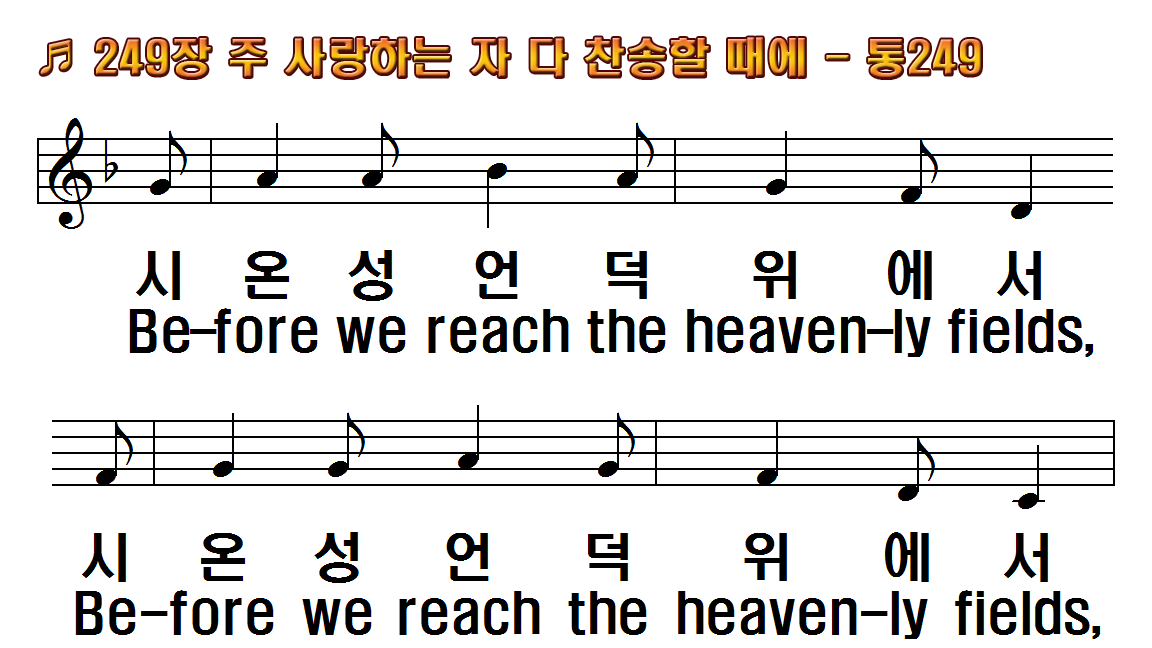 ♬ 249장 주 사랑하는 자 다 찬송할 때에 - 통249
시 온 성 언 덕 위 에 서
Be-fore we reach the heaven-ly fields,
시 온 성 언 덕 위 에 서
Be-fore we reach the heaven-ly fields,